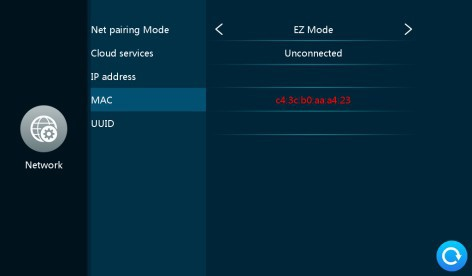 Net pairing Mode EZ Mode
Cloud services Unconnected
IP address
MAC c4:3c:b0:aa:a4:23
UUID
Network